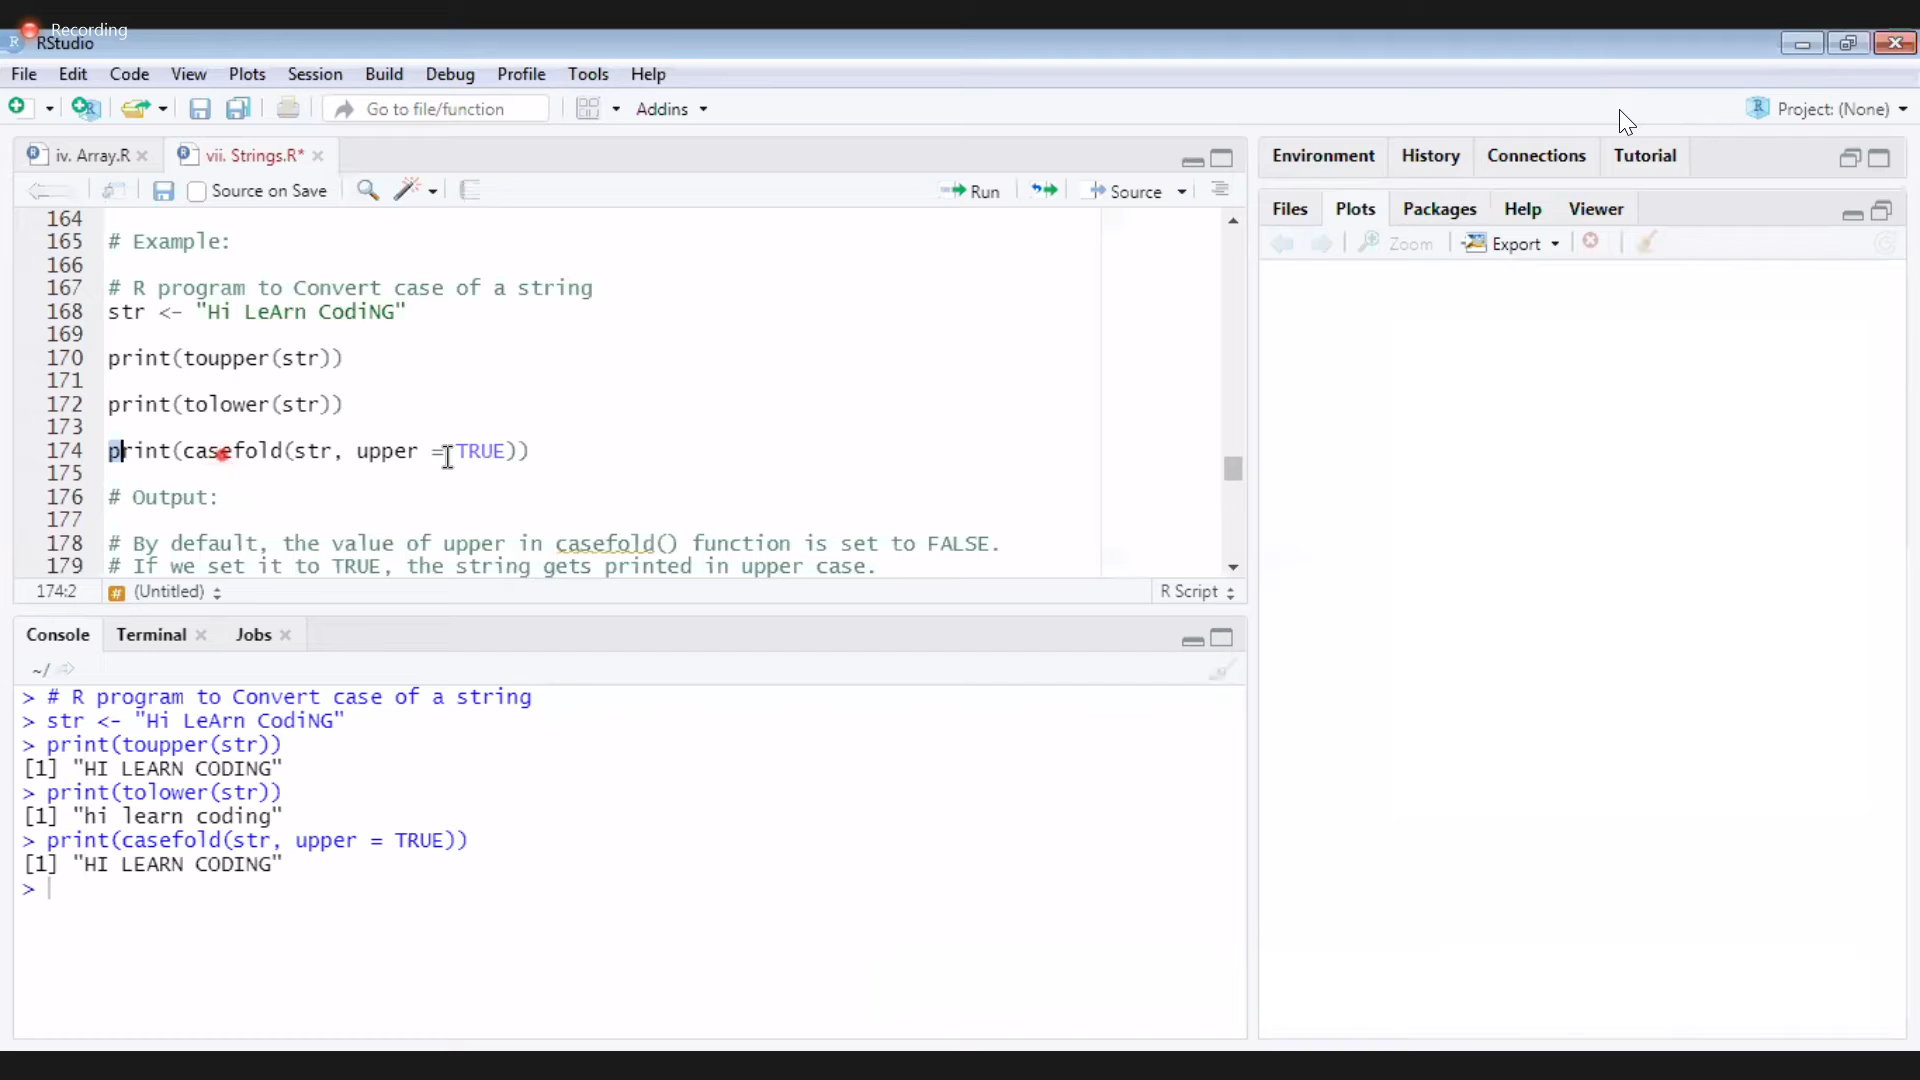 Recording
RStudio
File Edit Code View Plots Session Build Debug Profile Tools Help
Go to file/function Addins Project: (None)
iv. Array.R vii. Strings.R*
Source on Save Run Source
164
165 # Example:
166
167 # R program to Convert case of a string
168 str <- "Hi LeArn CodiNG"
169
170 print(toupper(str))
171
172 print(tolower(str))
173
174 print(casefold(str, upper = TRUE))
175
176 # Output:
177
178 # By default, the value of upper in casefold() function is set to FALSE.
179 # If we set it to TRUE, the string gets printed in upper case.
174:2 # (Untitled) R Script
Console Terminal Jobs
~/
> # R program to Convert case of a string
> str <- "Hi LeArn CodiNG"
> print(toupper(str))
[1] "HI LEARN CODING"
> print(tolower(str))
[1] "hi learn coding"
> print(casefold(str, upper = TRUE))
[1] "HI LEARN CODING"
>
Environment History Connections Tutorial
Files Plots Packages Help Viewer
Zoom Export